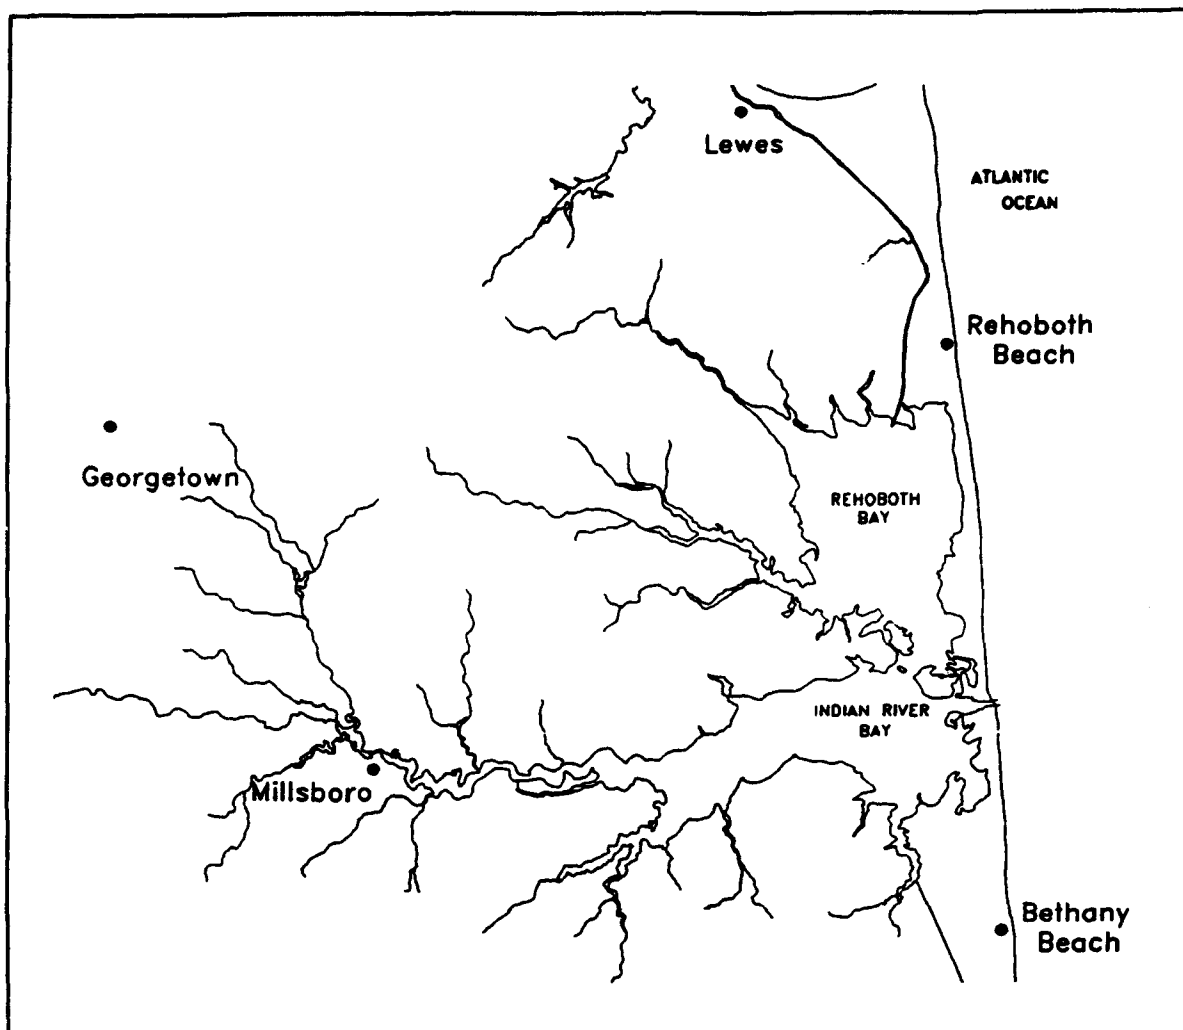 Lewes
ATLANTIC
OCEAN
Rehoboth
Beach
Georgetown
REHOBOTH
BAY
INDIAN RIVER
BAY
Millsboro
Bethany
Beach